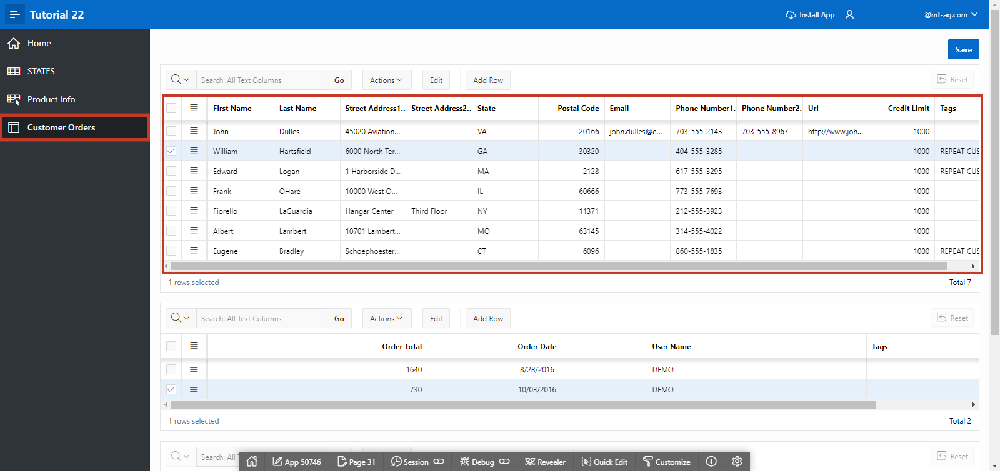 Tutorial 22
Install App
@mt-ag.com
Home
STATES
Product Info
Customer Orders
Save
Search: All Text Columns Go Actions Edit Add Row Reset
First Name Last Name Street Address1.. Street Address2.. State Postal Code Email Phone Number1. Phone Number2. Url Credit Limit Tags
John Dulles 45020 Aviation... VA 20166 john.dulles@e... 703-555-2143 703-555-8967 http://www.joh... 1000
William Hartsfield 6000 North Ter... GA 30320 404-555-3285 1000 REPEAT CUS
Edward Logan 1 Harborside D... MA 2128 617-555-3295 1000 REPEAT CUS
Frank OHare 10000 West O... IL 60666 773-555-7693 1000
Fiorello LaGuardia Hangar Center Third Floor NY 11371 212-555-3923 1000
Albert Lambert 10701 Lambert... MO 63145 314-555-4022 1000
Eugene Bradley Schoephoester... CT 6096 860-555-1835 1000 REPEAT CUS
1 rows selected Total 7
Search: All Text Columns Go Actions Edit Add Row Reset
Order Total Order Date User Name Tags
1640 8/28/2016 DEMO
730 10/03/2016 DEMO
1 rows selected Total 2
Search: All Reset
App 50746 Page 31 Session Debug Revealer Quick Edit Customize